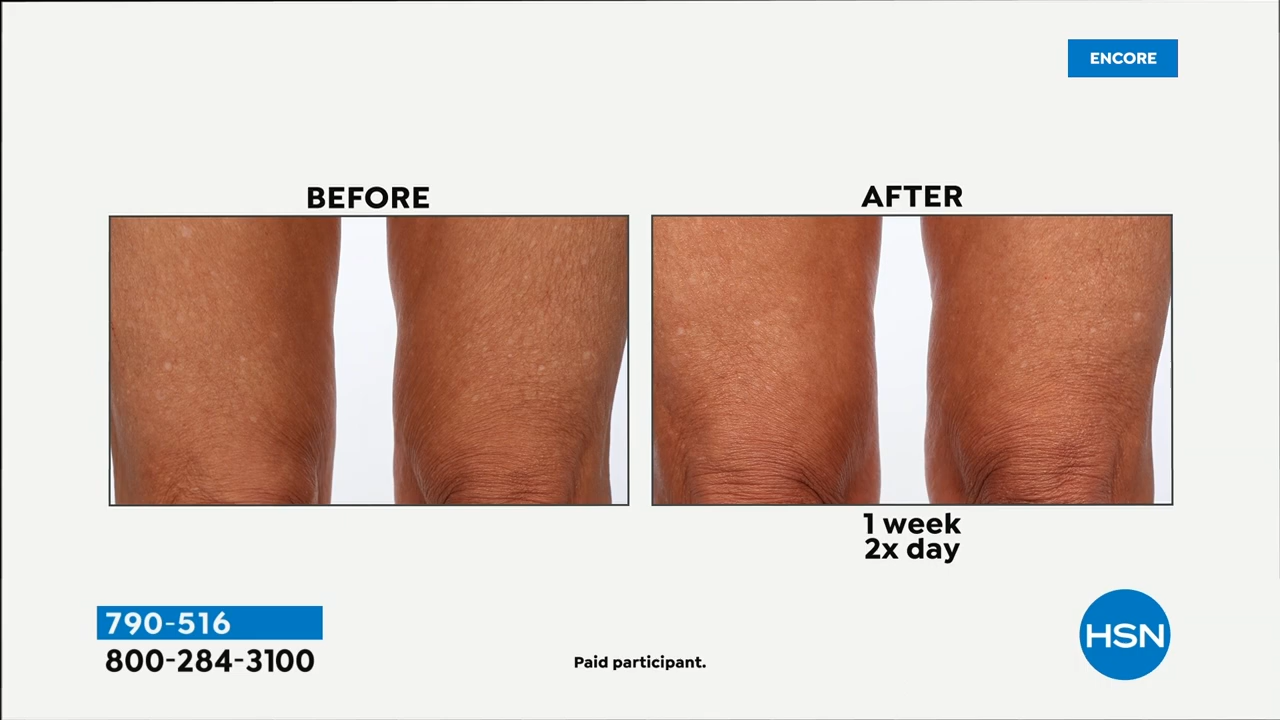 ENCORE
BEFORE
AFTER
1 week
2x day
790-516
800-284-3100
Paid participant.
HSN